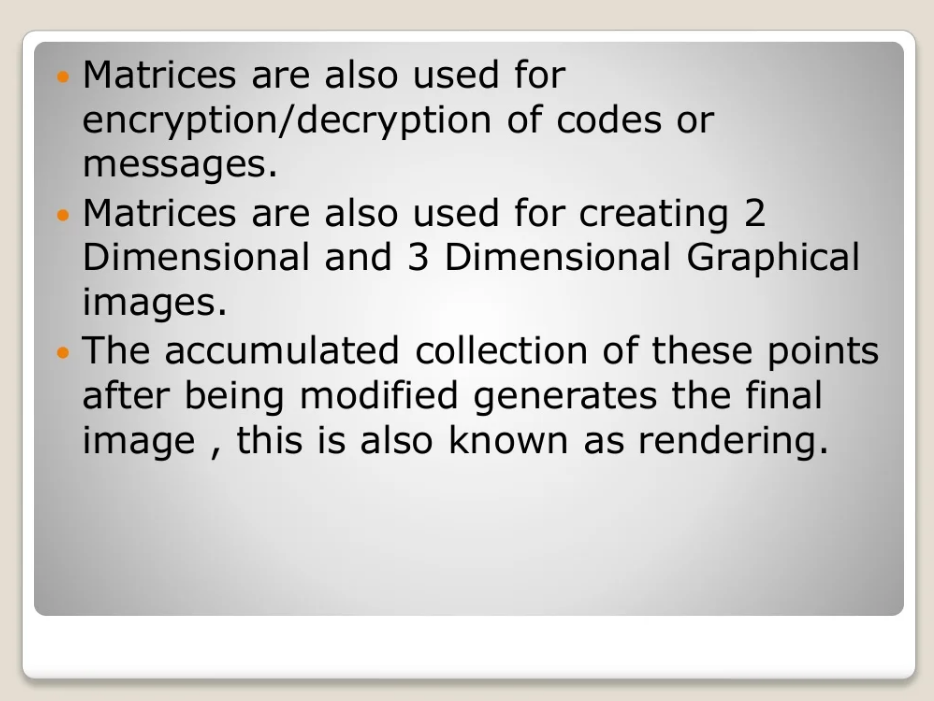 Matrices are also used for
encryption/decryption of codes or
messages.
Matrices are also used for creating 2
Dimensional and 3 Dimensional Graphical
images.
The accumulated collection of these points
after being modified generates the final
image , this is also known as rendering.